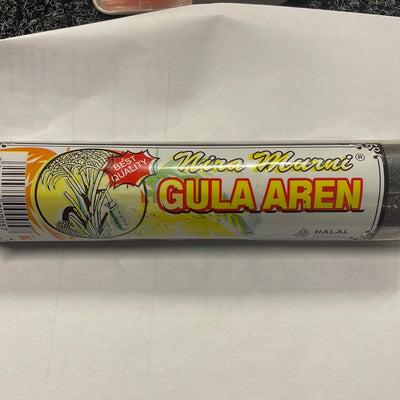 BEST
QUALITY
Nira Murni®
GULA AREN
HALAL